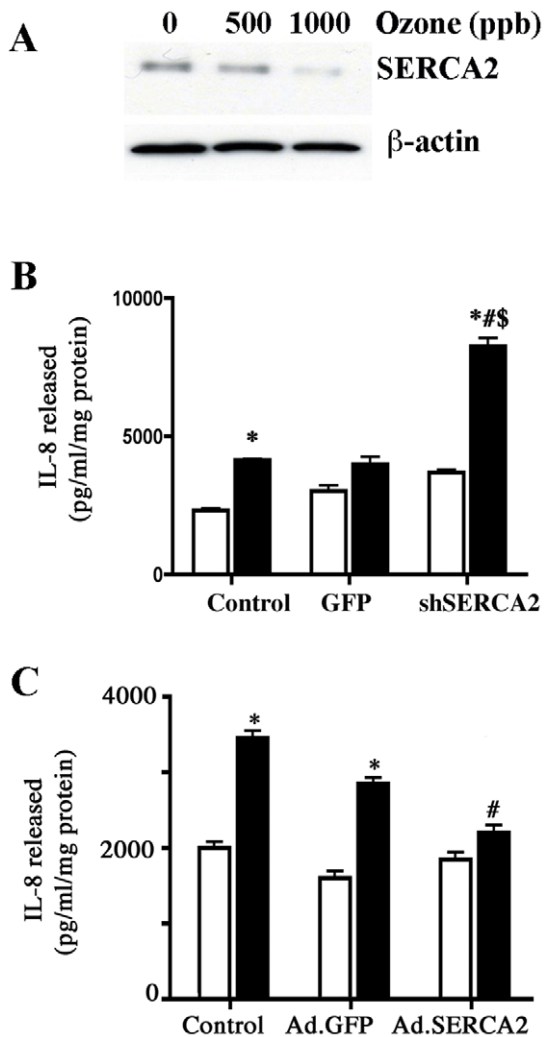 A
0 500 1000 Ozone (ppb)
SERCA2
β-actin
B
IL-8 released
(pg/ml/mg protein)
10000
5000
0
*
*#$
Control GFP shSERCA2
C
IL-8 released
(pg/ml/mg protein)
4000
2000
0
*
*
#
Control Ad.GFP Ad.SERCA2